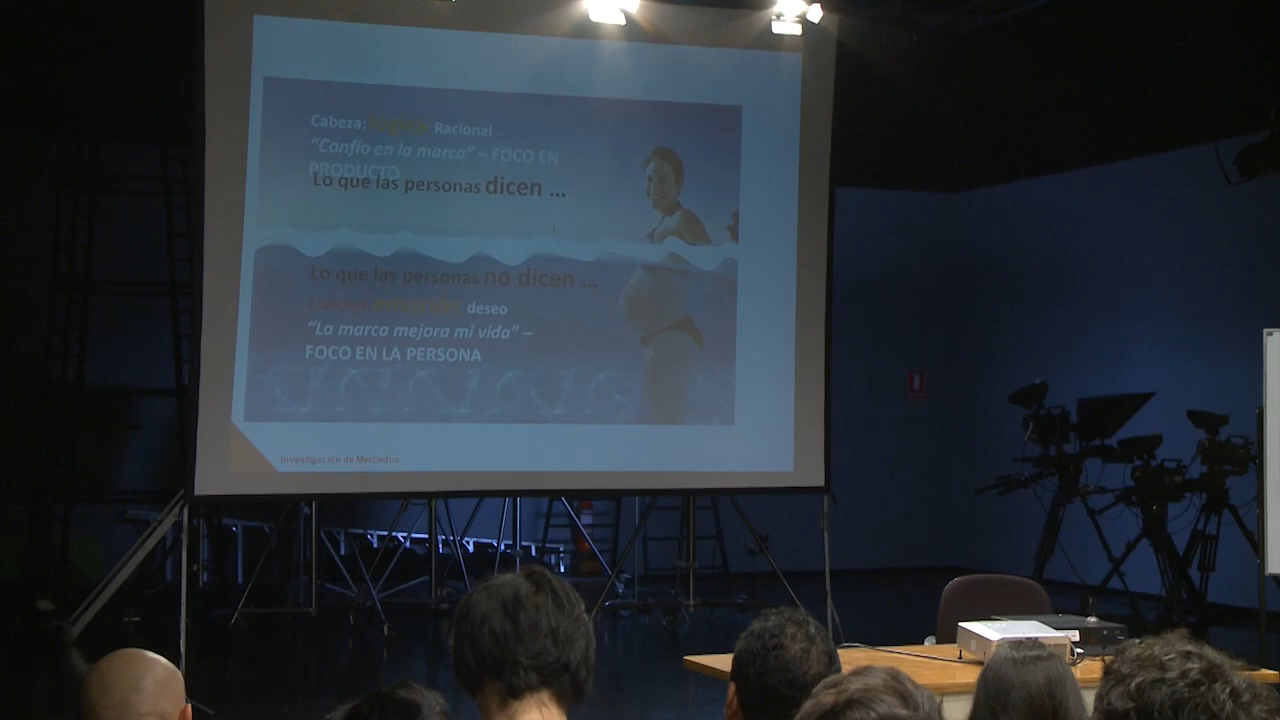 Cabeza: lógica Racional
“Confío en la marca” – FOCO EN
PRODUCTO
Lo que las personas dicen ...
Lo que las personas no dicen ...
deseo
“La marca mejora mi vida” –
FOCO EN LA PERSONA
Investigación de Mercados